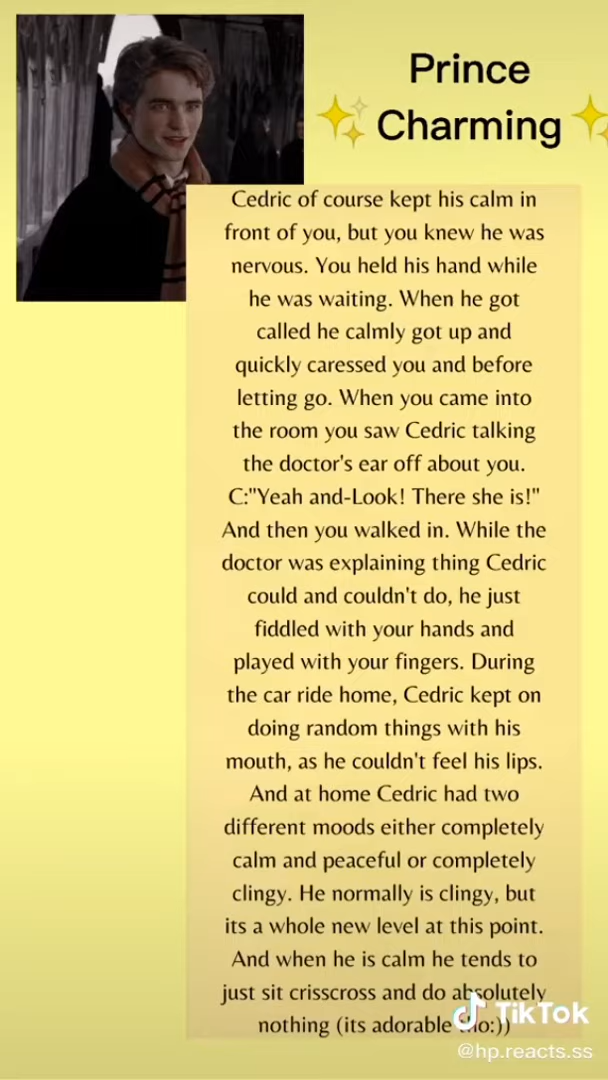 Prince
Charming
Cedric of course kept his calm in
front of you, but you knew he was
nervous. You held his hand while
he was waiting. When he got
called he calmly got up and
quickly caressed you and before
letting go. When you came into
the room you saw Cedric talking
the doctor's ear off about you.
C:"Yeah and-Look! There she is!"
And then you walked in. While the
doctor was explaining thing Cedric
could and couldn't do, he just
fiddled with your hands and
played with your fingers. During
the car ride home, Cedric kept on
doing random things with his
mouth, as he couldn't feel his lips.
And at home Cedric had two
different moods either completely
calm and peaceful or completely
clingy. He normally is clingy, but
its a whole new level at this point.
And when he is calm he tends to
just sit crisscross and do absolutely
nothing (its adorable tho:))
TikTok
@hp.reacts.ss